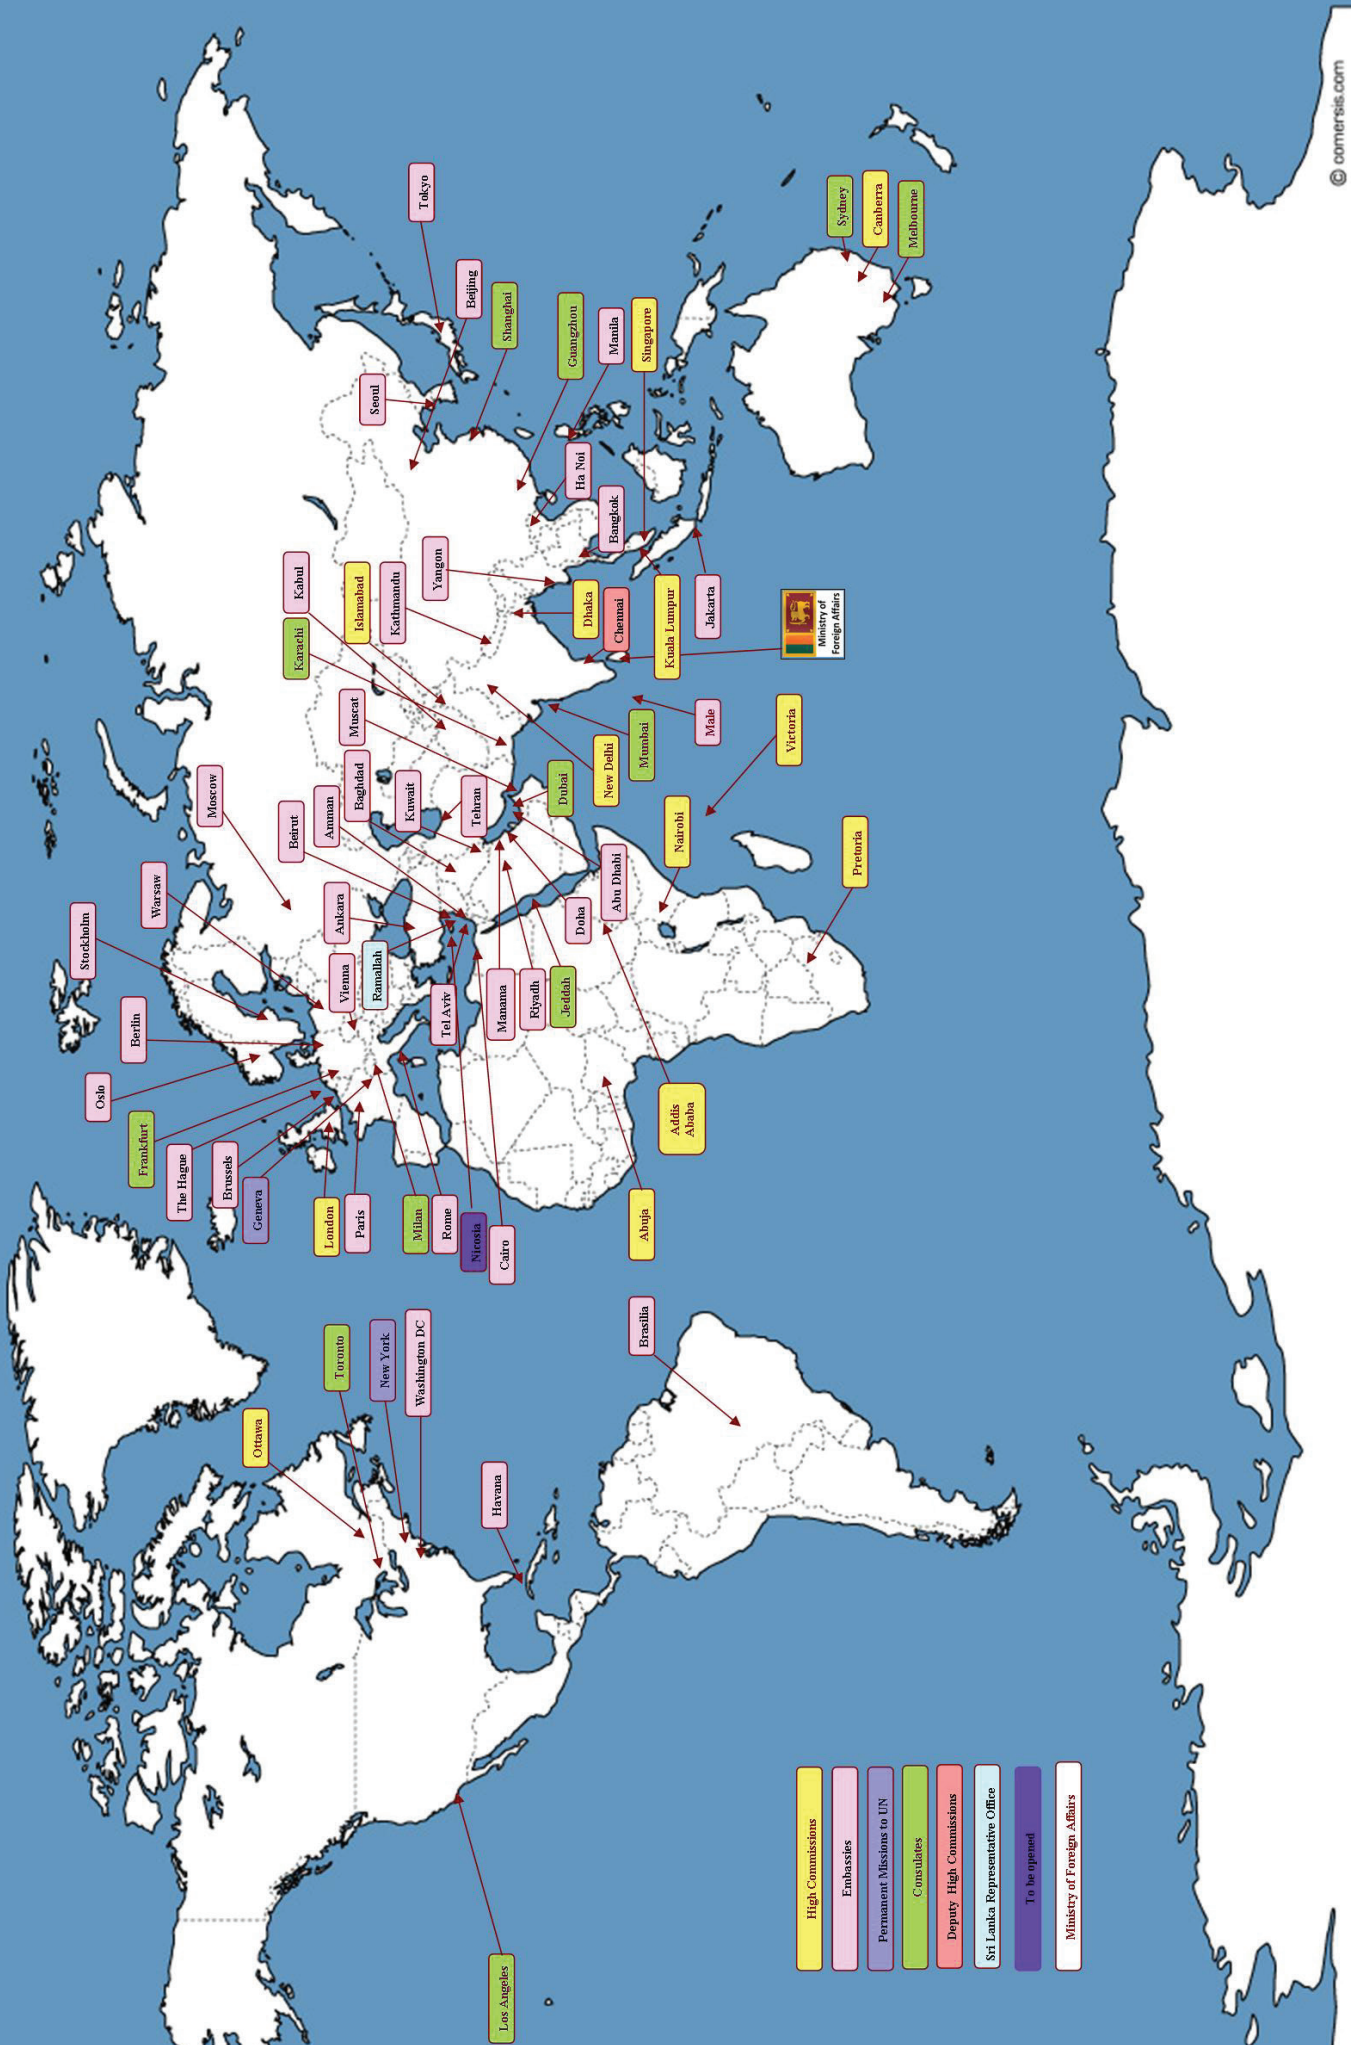 Stockholm
Oslo
Berlin
Frankfurt
Warsaw
The Hague
Moscow
Brussels
Ottawa
Geneva
Beirut
Karachi
Kabul
London
Amman
Toronto
Ankara
Vienna
Muscat
Paris
Baghdad
Islamabad
Seoul
Ramallah
New York
Kathmandu
Kuwait
Milan
Washington DC
Tokyo
Yangon
Rome
Tel Aviv
Beijing
Nicosia
Tehran
Havana
Los Angeles
Cairo
Manama
Shanghai
Riyadh
Jeddah
Dubai
Guangzhou
Doha
Ha Noi
Dhaka
New Delhi
Abu Dhabi
Chennai
Bangkok
Manila
Brasilia
Abuja
Mumbai
Singapore
Kuala Lumpur
Nairobi
Addis
Ababa
Male
Jakarta
Victoria
Ministry of
Foreign Affairs
Pretoria
Sydney
Canberra
Melbourne
High Commissions
Embassies
Permanent Missions to UN
Consulates
Deputy High Commissions
Sri Lanka Representative Office
To be opened
Ministry of Foreign Affairs
© comersis.com